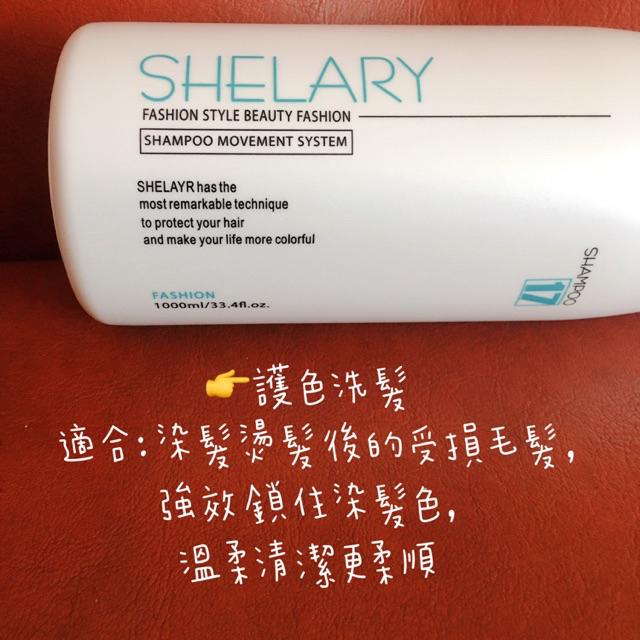 SHELARY
FASHION STYLE BEAUTY FASHION
SHAMPOO MOVEMENT SYSTEM
SHELAYR has the
most remarkable technique
to protect your hair
and make your life more colorful
FASHION
1000ml/33.4fl.oz.
SHAMPOO
17
👉護色洗髮
適合:染髮燙髮後的受損毛髮,
強效鎖住染髮色,
溫柔清潔更柔順